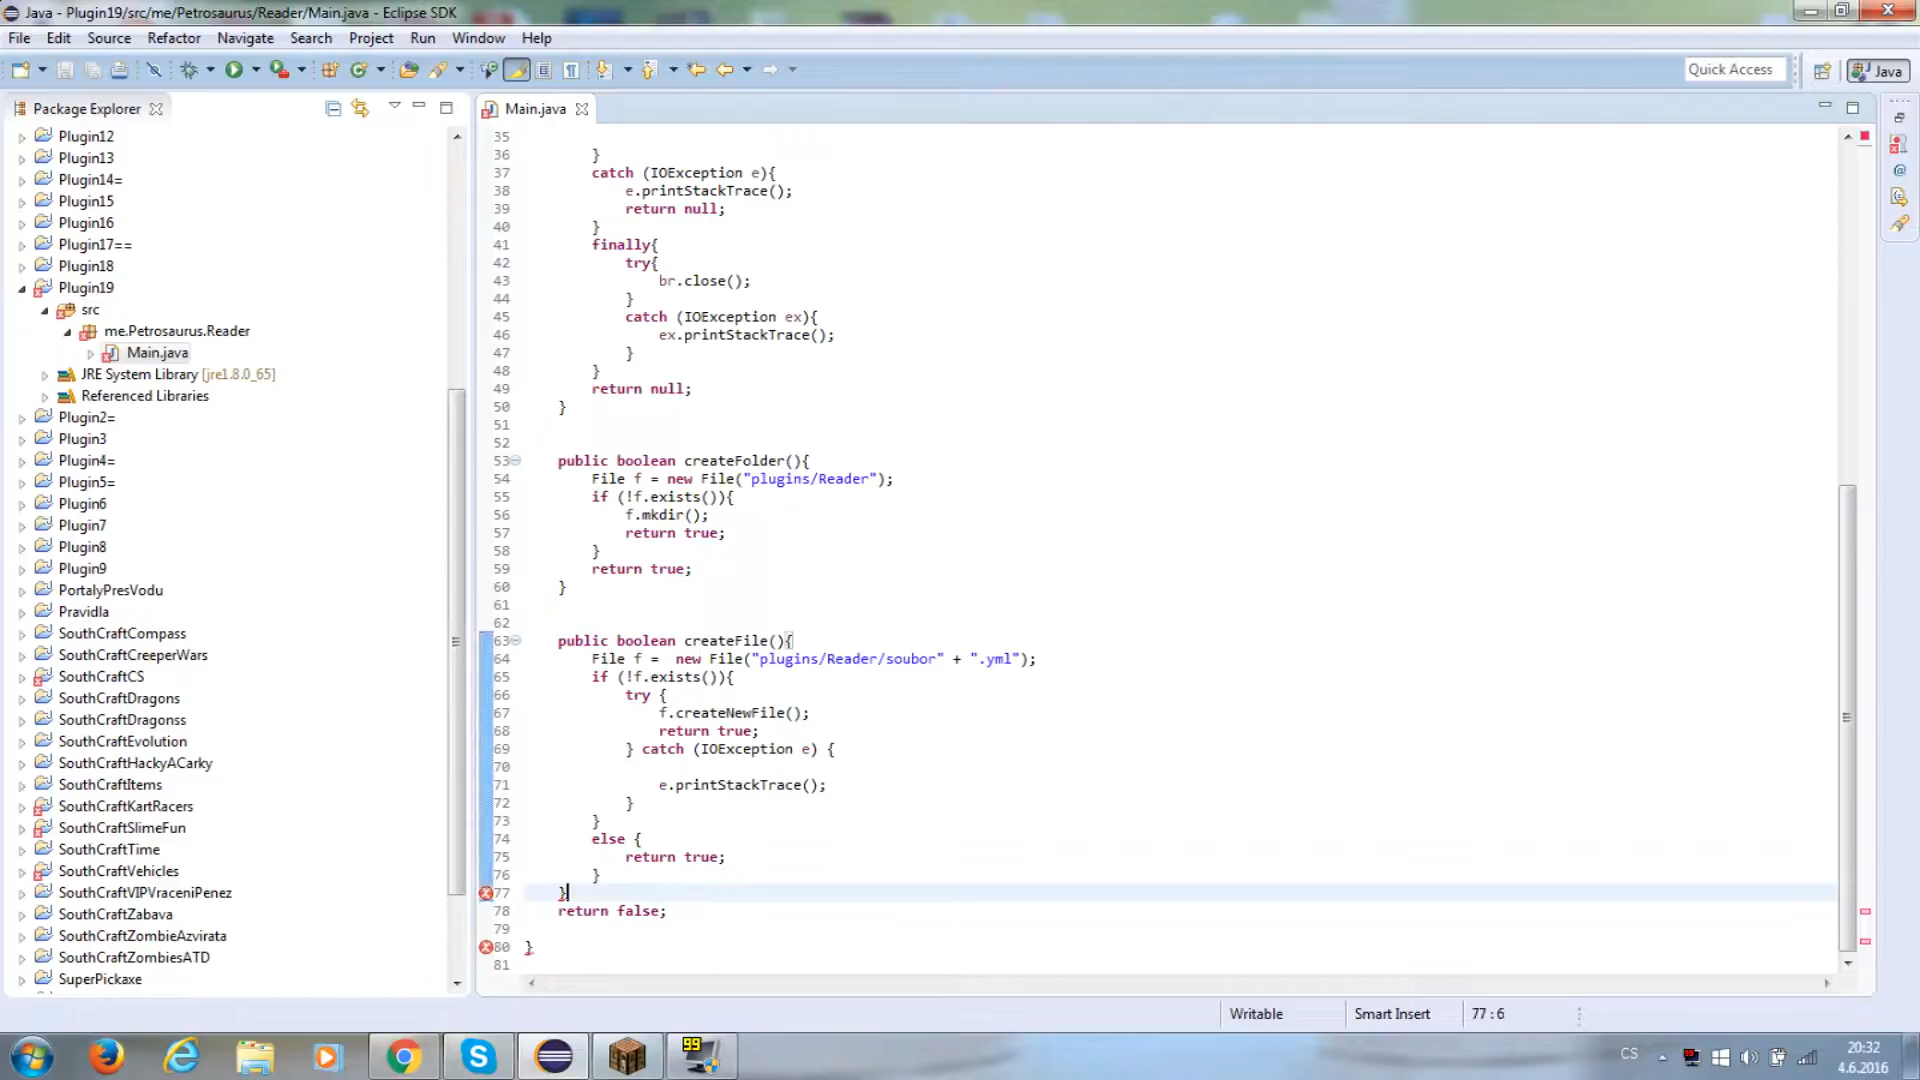 Java - Plugin19/src/me/Petrosaurus/Reader/Main.java - Eclipse SDK
File Edit Source Refactor Navigate Search Project Run Window Help
Quick Access
Java
Package Explorer
Plugin12
Plugin13
Plugin14=
Plugin15
Plugin16
Plugin17==
Plugin18
Plugin19
src
me.Petrosaurus.Reader
Main.java
JRE System Library [jre1.8.0_65]
Referenced Libraries
Plugin2=
Plugin3
Plugin4=
Plugin5=
Plugin6
Plugin7
Plugin8
Plugin9
PortalyPresVodu
Pravidla
SouthCraftCompass
SouthCraftCreeperWars
SouthCraftCS
SouthCraftDragons
SouthCraftDragonss
SouthCraftEvolution
SouthCraftHackyACarky
SouthCraftItems
SouthCraftKartRacers
SouthCraftSlimeFun
SouthCraftTime
SouthCraftVehicles
SouthCraftVIPVraceniPenez
SouthCraftZabava
SouthCraftZombieAzvirata
SouthCraftZombiesATD
SuperPickaxe
Main.java
35
36 }
37 catch (IOException e){
38 e.printStackTrace();
39 return null;
40 }
41 finally{
42 try{
43 br.close();
44 }
45 catch (IOException ex){
46 ex.printStackTrace();
47 }
48 }
49 return null;
50 }
51
52
53 public boolean createFolder(){
54 File f = new File("plugins/Reader");
55 if (!f.exists()){
56 f.mkdir();
57 return true;
58 }
59 return true;
60 }
61
62
63 public boolean createFile(){
64 File f =  new File("plugins/Reader/soubor" + ".yml");
65 if (!f.exists()){
66 try {
67 f.createNewFile();
68 return true;
69 } catch (IOException e) {
70
71 e.printStackTrace();
72 }
73 }
74 else {
75 return true;
76 }
77 }
78 return false;
79
80 }
81
Writable Smart Insert 77 : 6
99
CS
20:32
4.6.2016